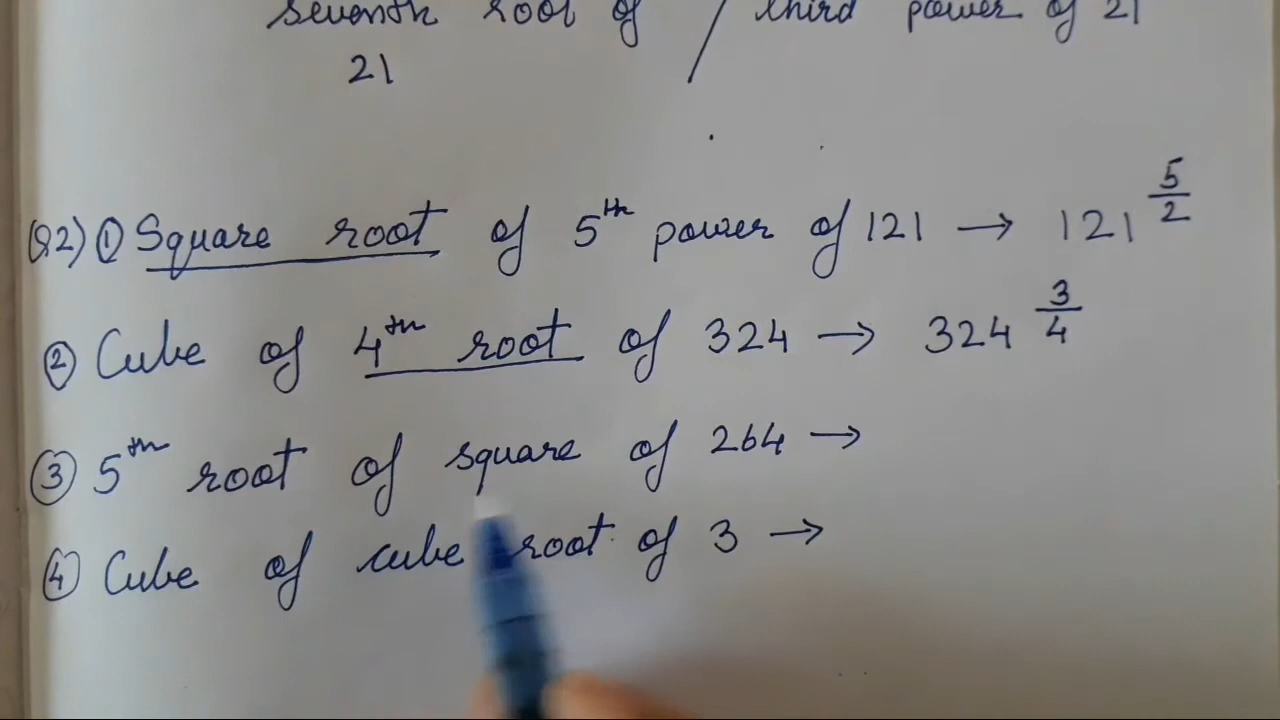 seventh root of / third power of 21
21
Q2) ① Square root of 5th power of 121 → 121^5/2
② Cube of 4th root of 324 → 324^3/4
③ 5th root of square of 264 →
④ Cube of cube root of 3 →